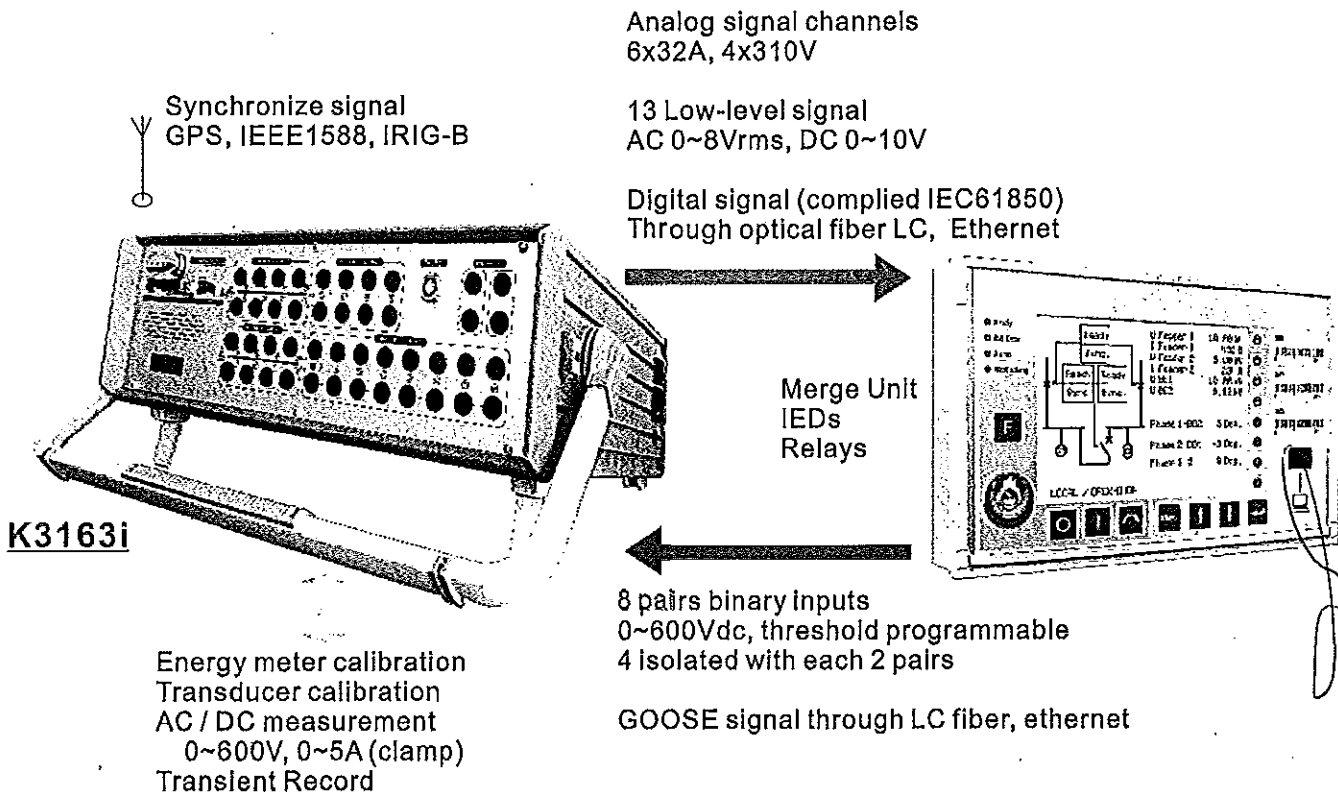 Analog signal channels
6x32A, 4x310V
Synchronize signal
GPS, IEEE1588, IRIG-B
13 Low-level signal
AC 0~8Vrms, DC 0~10V
Digital signal (complied IEC61850)
Through optical fiber LC, Ethernet
Merge Unit
IEDs
Relays
K3163i
8 pairs binary inputs
0~600Vdc, threshold programmable
4 isolated with each 2 pairs
GOOSE signal through LC fiber, ethernet
Energy meter calibration
Transducer calibration
AC / DC measurement
0~600V, 0~5A (clamp)
Transient Record